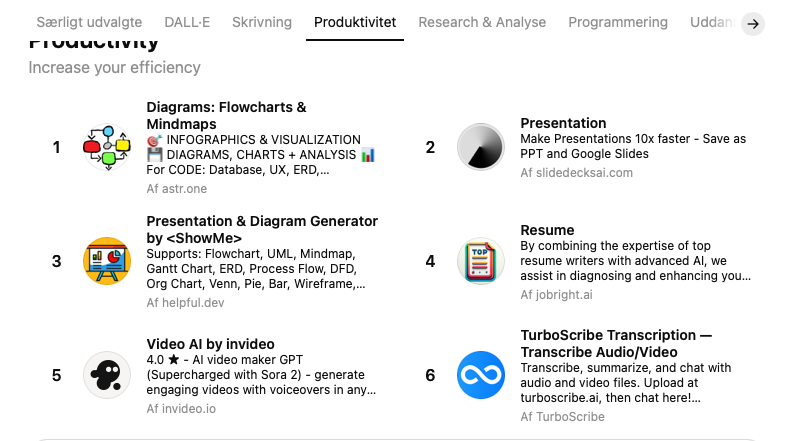 Særligt udvalgte DALL·E Skrivning Produktivitet Research & Analyse Programmering Uddan
Productivity
Increase your efficiency
1
Diagrams: Flowcharts &
Mindmaps
🎯 INFOGRAPHICS & VISUALIZATION
💾 DIAGRAMS, CHARTS + ANALYSIS 📊
For CODE: Database, UX, ERD,...
Af astr.one
2
Presentation
Make Presentations 10x faster - Save as
PPT and Google Slides
Af slidedecksai.com
3
Presentation & Diagram Generator
by <ShowMe>
Supports: Flowchart, UML, Mindmap,
Gantt Chart, ERD, Process Flow, DFD,
Org Chart, Venn, Pie, Bar, Wireframe,...
Af helpful.dev
4
TOP
Resume
By combining the expertise of top
resume writers with advanced AI, we
assist in diagnosing and enhancing you...
Af jobright.ai
5
Video AI by invideo
4.0 ★ - AI video maker GPT
(Supercharged with Sora 2) - generate
engaging videos with voiceovers in any...
Af invideo.io
6
TurboScribe Transcription —
Transcribe Audio/Video
Transcribe, summarize, and chat with
audio and video files. Upload at
turboscribe.ai, then chat here!...
Af TurboScribe